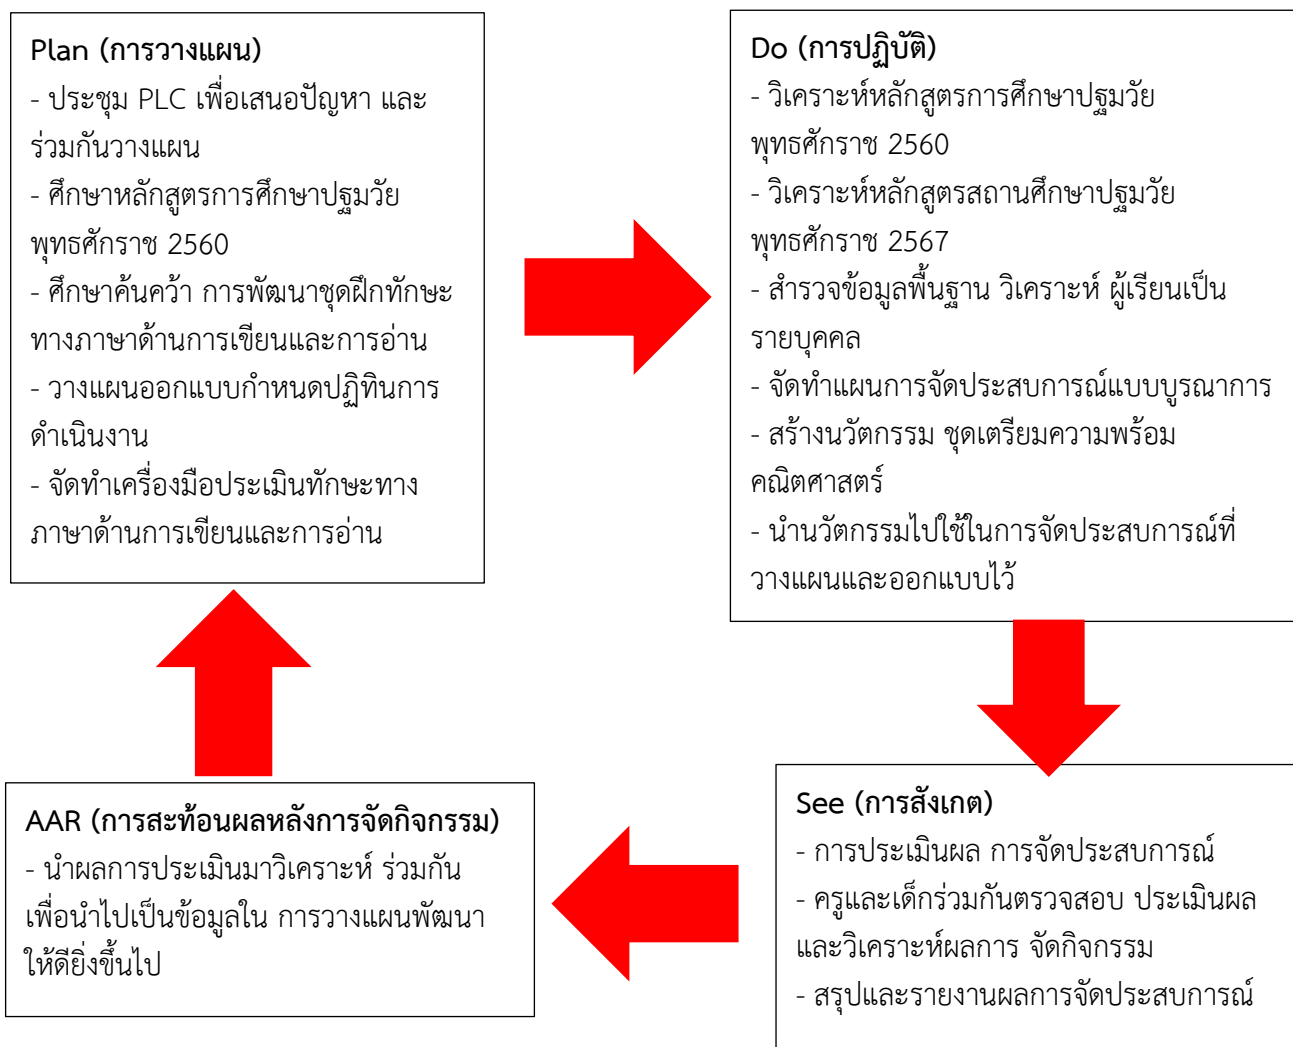 Plan (การวางแผน)
- ประชุม PLC เพื่อเสนอปัญหา และ
ร่วมกันวางแผน
- ศึกษาหลักสูตรการศึกษาปฐมวัย
พุทธศักราช 2560
- ศึกษาค้นคว้า การพัฒนาชุดฝึกทักษะ
ทางภาษาด้านการเขียนและการอ่าน
- วางแผนออกแบบกำหนดปฏิทินการ
ดำเนินงาน
- จัดทำเครื่องมือประเมินทักษะทาง
ภาษาด้านการเขียนและการอ่าน
Do (การปฏิบัติ)
- วิเคราะห์หลักสูตรการศึกษาปฐมวัย
พุทธศักราช 2560
- วิเคราะห์หลักสูตรสถานศึกษาปฐมวัย
พุทธศักราช 2567
- สำรวจข้อมูลพื้นฐาน วิเคราะห์ ผู้เรียนเป็น
รายบุคคล
- จัดทำแผนการจัดประสบการณ์แบบบูรณาการ
- สร้างนวัตกรรม ชุดเตรียมความพร้อม
คณิตศาสตร์
- นำนวัตกรรมไปใช้ในการจัดประสบการณ์ที่
วางแผนและออกแบบไว้
See (การสังเกต)
- การประเมินผล การจัดประสบการณ์
- ครูและเด็กร่วมกันตรวจสอบ ประเมินผล
และวิเคราะห์ผลการ จัดกิจกรรม
- สรุปและรายงานผลการจัดประสบการณ์
AAR (การสะท้อนผลหลังการจัดกิจกรรม)
- นำผลการประเมินมาวิเคราะห์ ร่วมกัน
เพื่อนำไปเป็นข้อมูลใน การวางแผนพัฒนา
ให้ดียิ่งขึ้นไป